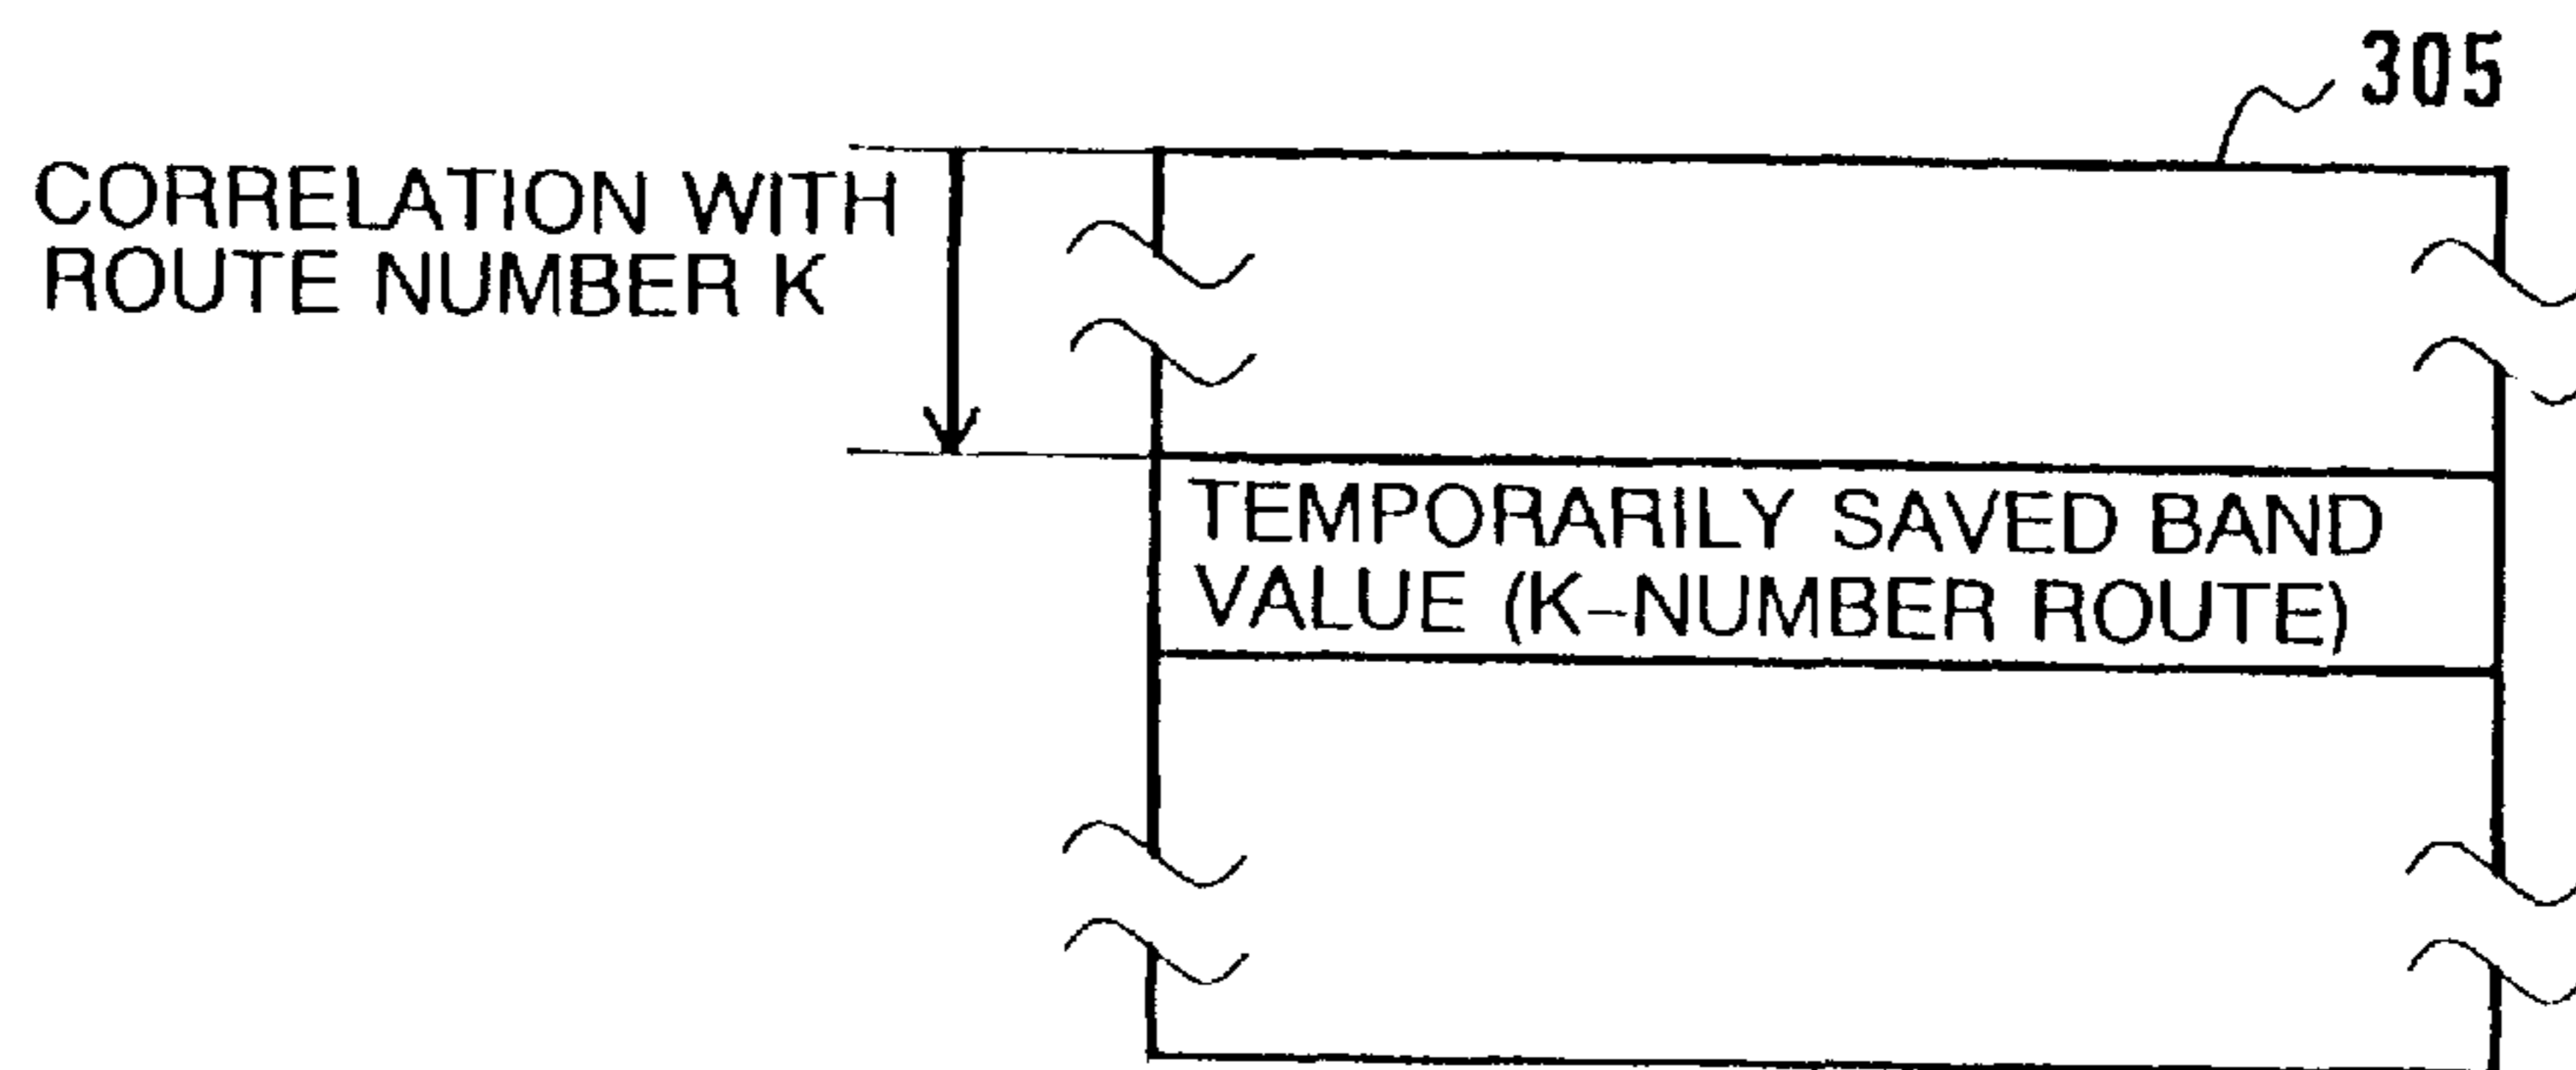 305
CORRELATION WITH
ROUTE NUMBER K
TEMPORARILY SAVED BAND
VALUE (K-NUMBER ROUTE)